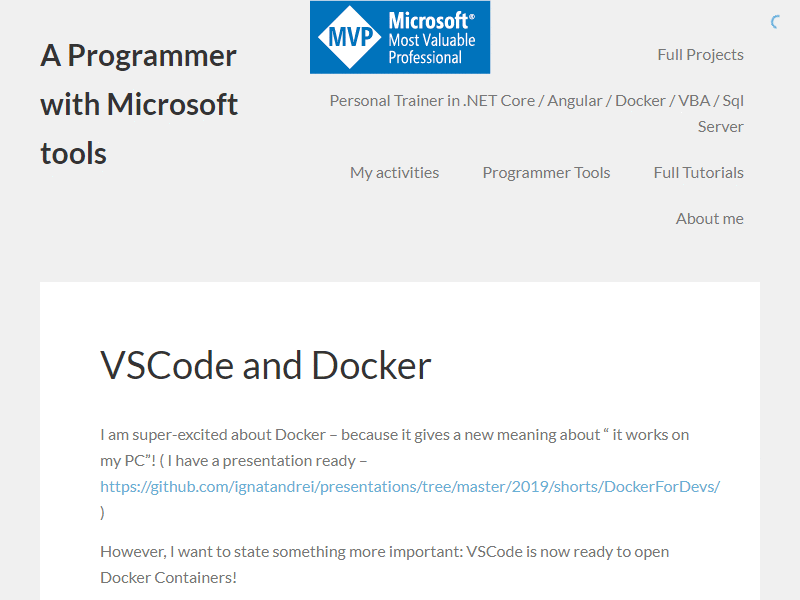 A Programmer
with Microsoft
tools
MVP
Microsoft®
Most Valuable
Professional
Full Projects
Personal Trainer in .NET Core / Angular / Docker / VBA / Sql
Server
My activities
Programmer Tools
Full Tutorials
About me
VSCode and Docker
I am super-excited about Docker – because it gives a new meaning about “ it works on
my PC”! ( I have a presentation ready –
https://github.com/ignatandrei/presentations/tree/master/2019/shorts/DockerForDevs/
)
However, I want to state something more important: VSCode is now ready to open
Docker Containers!